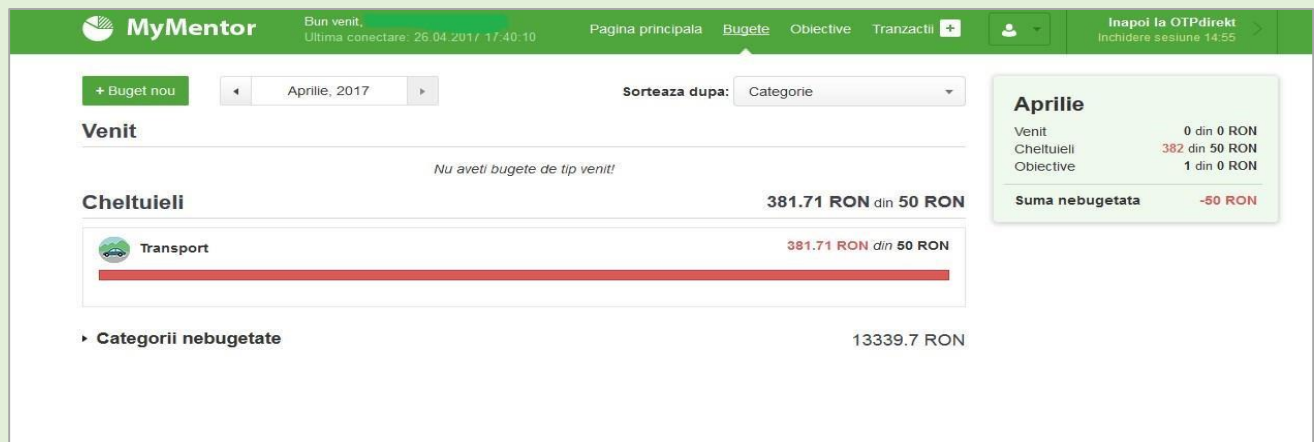 MyMentor
Bun venit,
Ultima conectare: 26.04.2017 17:40:10
Pagina principala Bugete Obiective Tranzactii +
Inapoi la OTPdirekt
Inchidere sesiune 14:55
+ Buget nou
Aprilie, 2017
Sorteaza dupa: Categorie
Venit
Nu aveti bugete de tip venit!
Cheltuieli 381.71 RON din 50 RON
Transport 381.71 RON din 50 RON
Categorii nebugetate 13339.7 RON
Aprilie
Venit 0 din 0 RON
Cheltuieli 382 din 50 RON
Obiective 1 din 0 RON
Suma nebugetata -50 RON